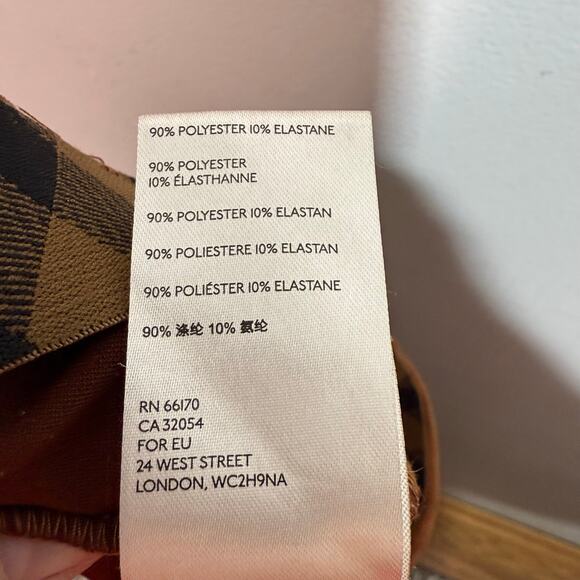 90% POLYESTER 10% ELASTANE
90% POLYESTER
10% ÉLASTHANNE
90% POLYESTER 10% ELASTAN
90% POLIESTERE 10% ELASTAN
90% POLIÉSTER 10% ELASTANE
90% 涤纶 10% 氨纶
RN 66170
CA 32054
FOR EU
24 WEST STREET
LONDON, WC2H9NA